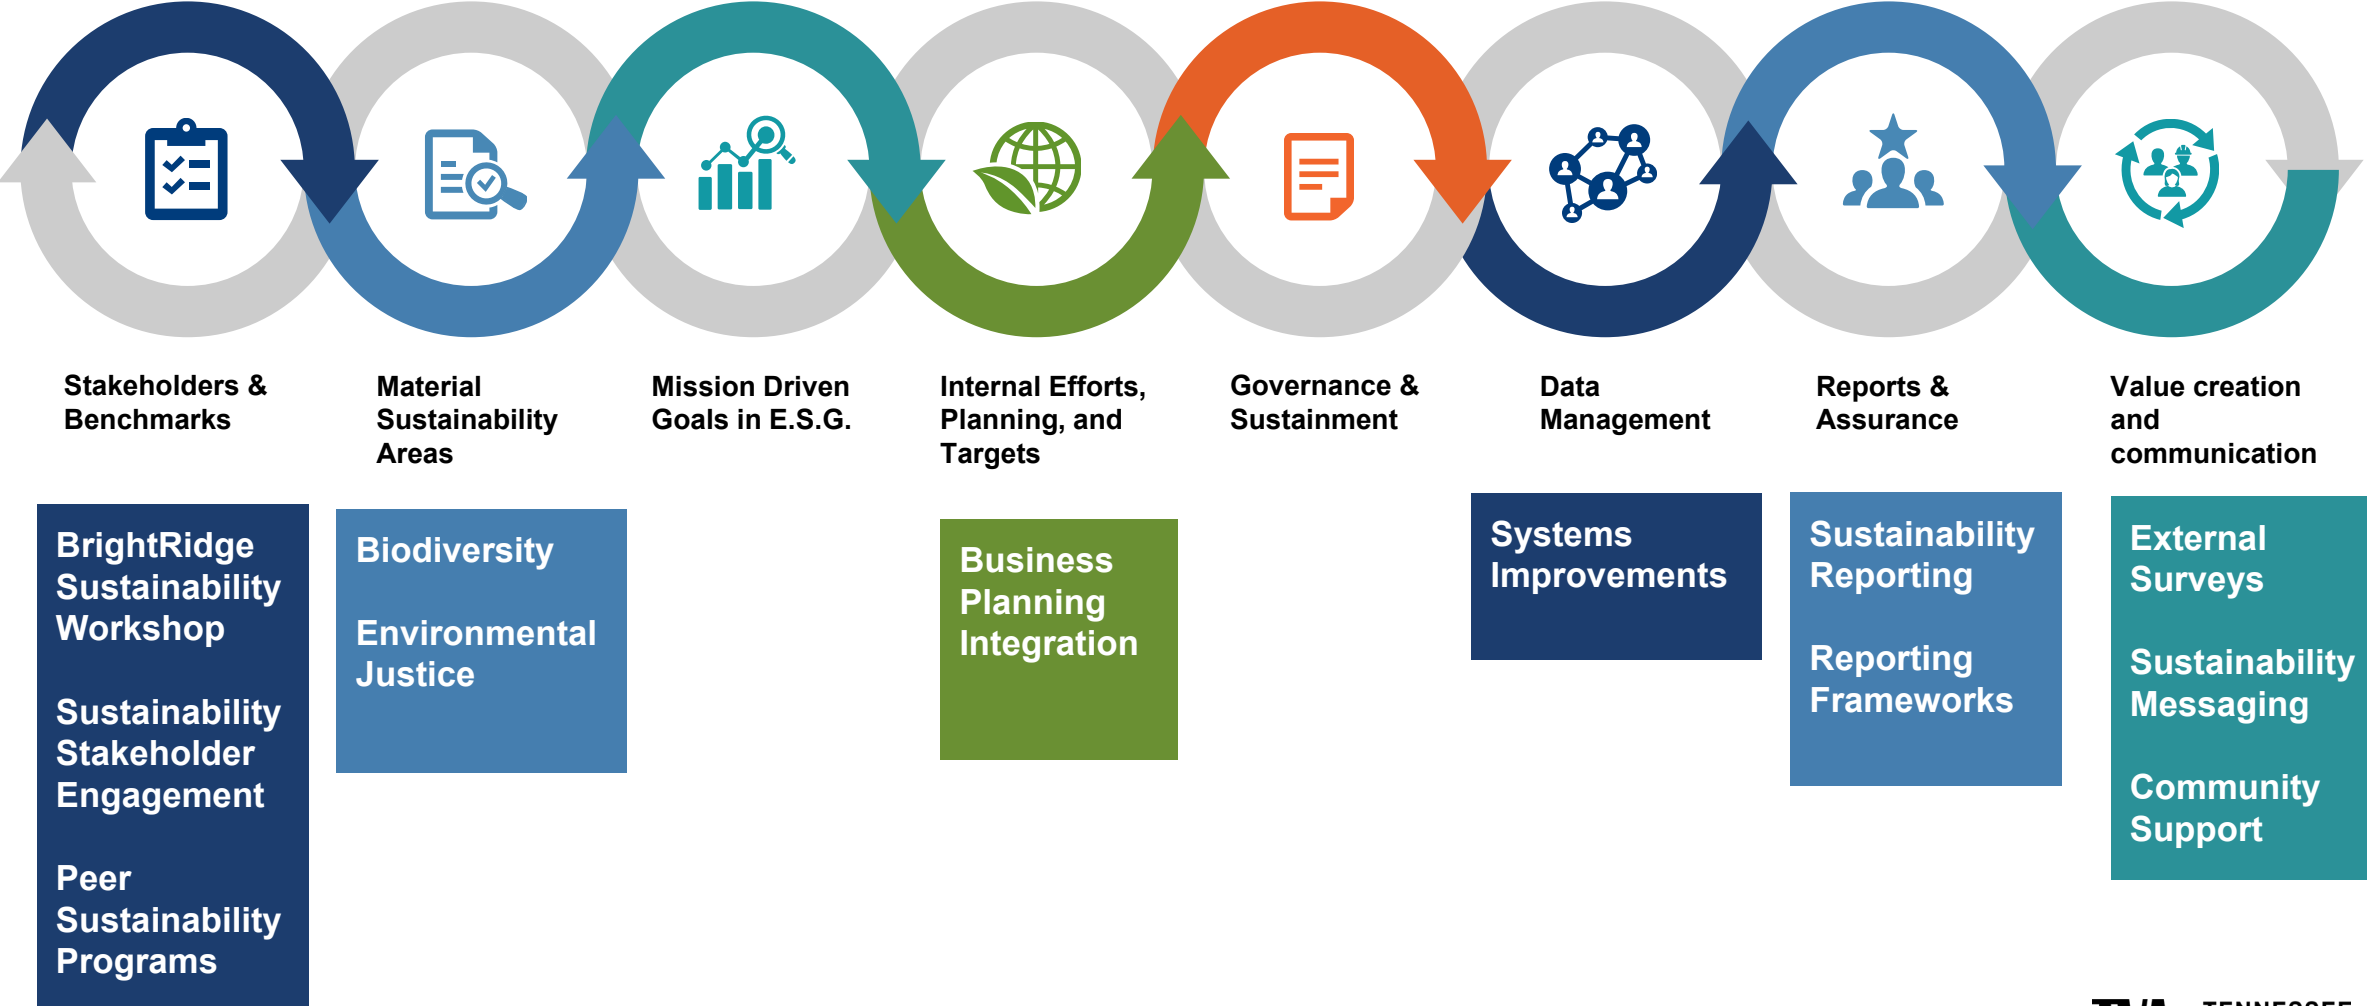 Stakeholders &
Benchmarks
Material
Sustainability
Areas
Mission Driven
Goals in E.S.G.
Internal Efforts,
Planning, and
Targets
Governance &
Sustainment
Data
Management
Reports &
Assurance
Value creation
and
communication
BrightRidge
Sustainability
Workshop
Sustainability
Stakeholder
Engagement
Peer
Sustainability
Programs
Biodiversity
Environmental
Justice
Business
Planning
Integration
Systems
Improvements
Sustainability
Reporting
Reporting
Frameworks
External
Surveys
Sustainability
Messaging
Community
Support
TVA TENNESSEE